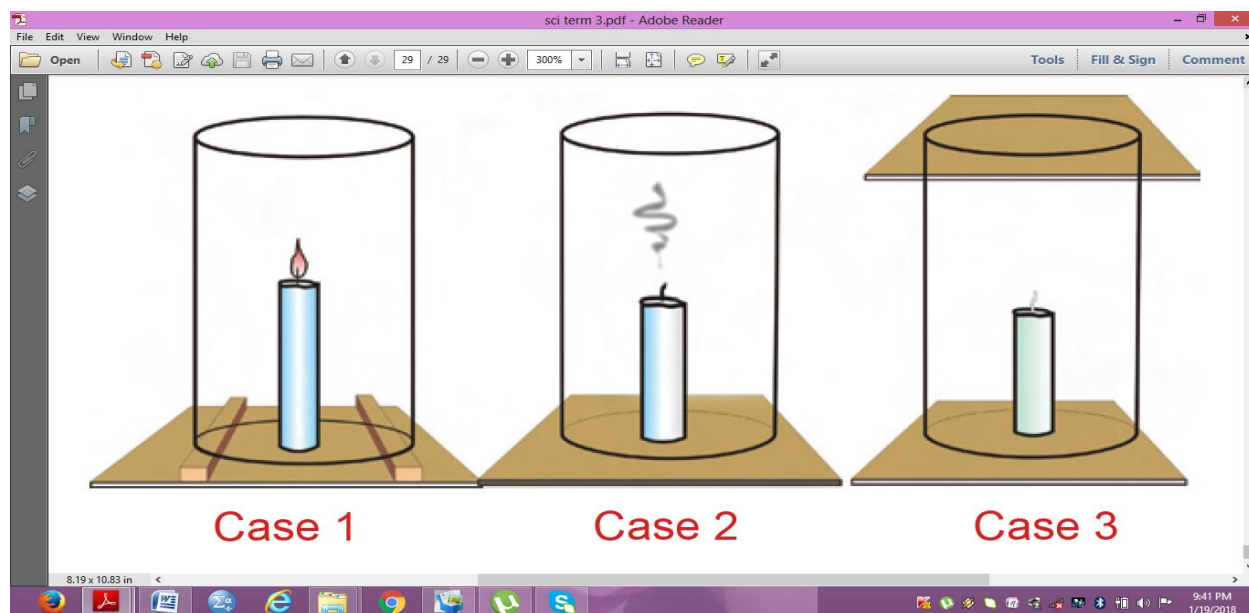 sci term 3.pdf - Adobe Reader
File Edit View Window Help
Open 29 / 29 300% Tools Fill & Sign Comment
Case 1 Case 2 Case 3
8.19 x 10.83 in
9:41 PM
1/19/2018